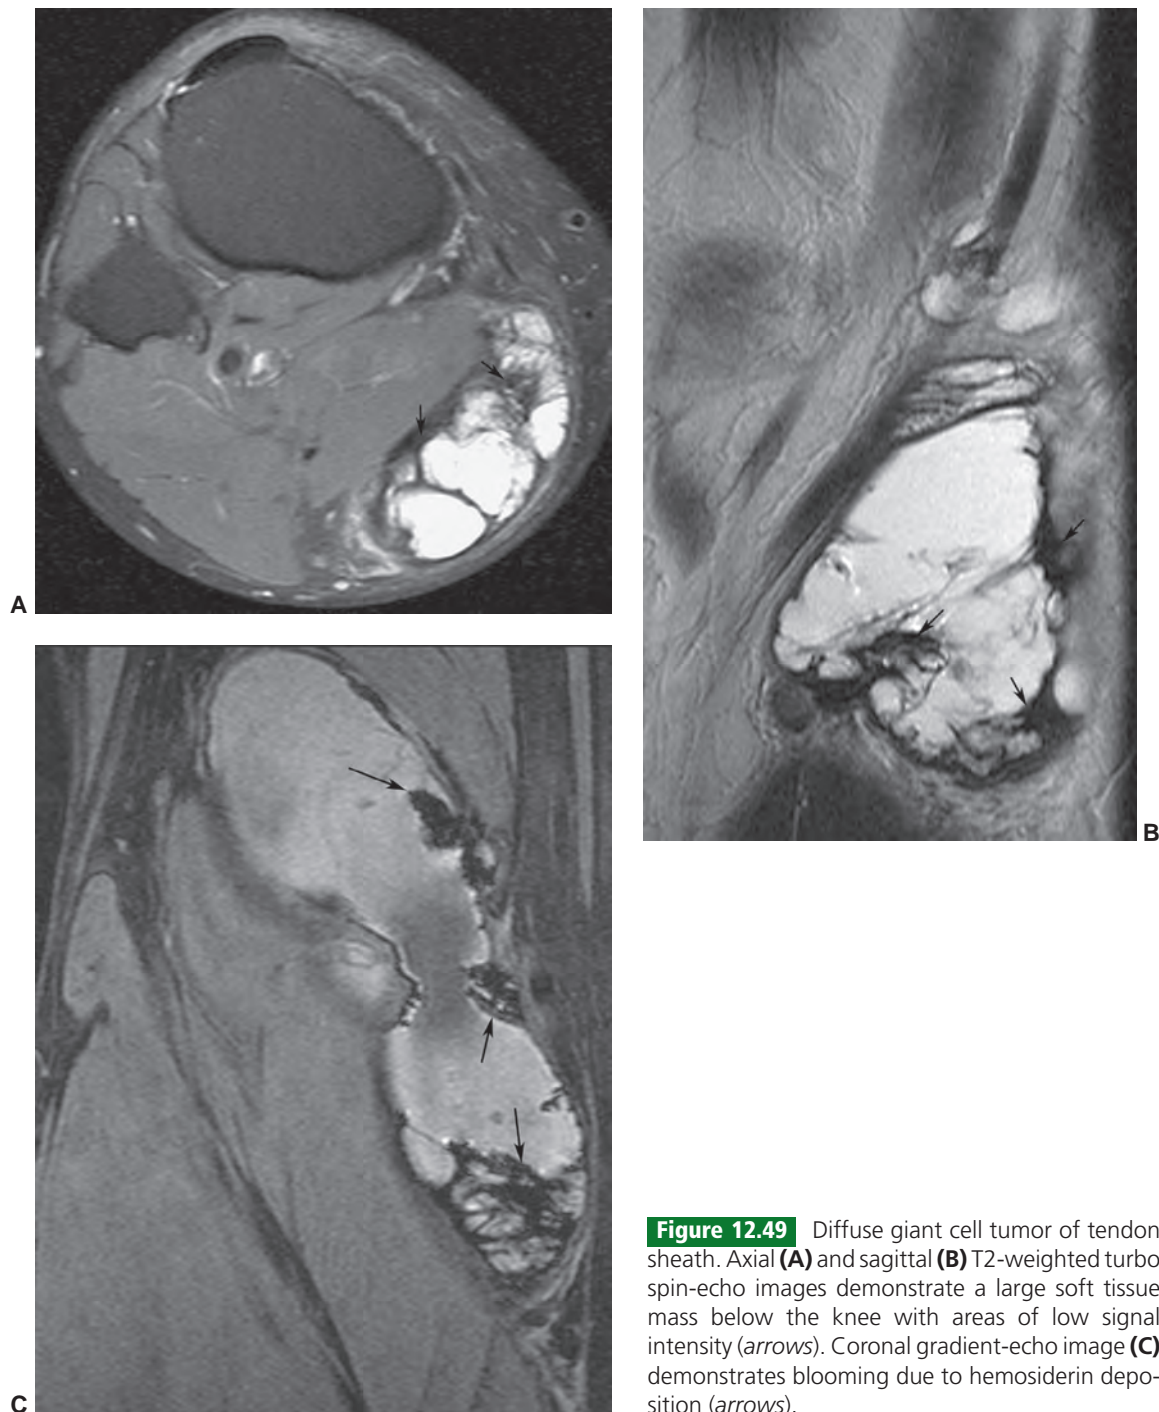 A
B
C
Figure 12.49 Diffuse giant cell tumor of tendon
sheath. Axial (A) and sagittal (B) T2-weighted turbo
spin-echo images demonstrate a large soft tissue
mass below the knee with areas of low signal
intensity (arrows). Coronal gradient-echo image (C)
demonstrates blooming due to hemosiderin depo-
sition (arrows).